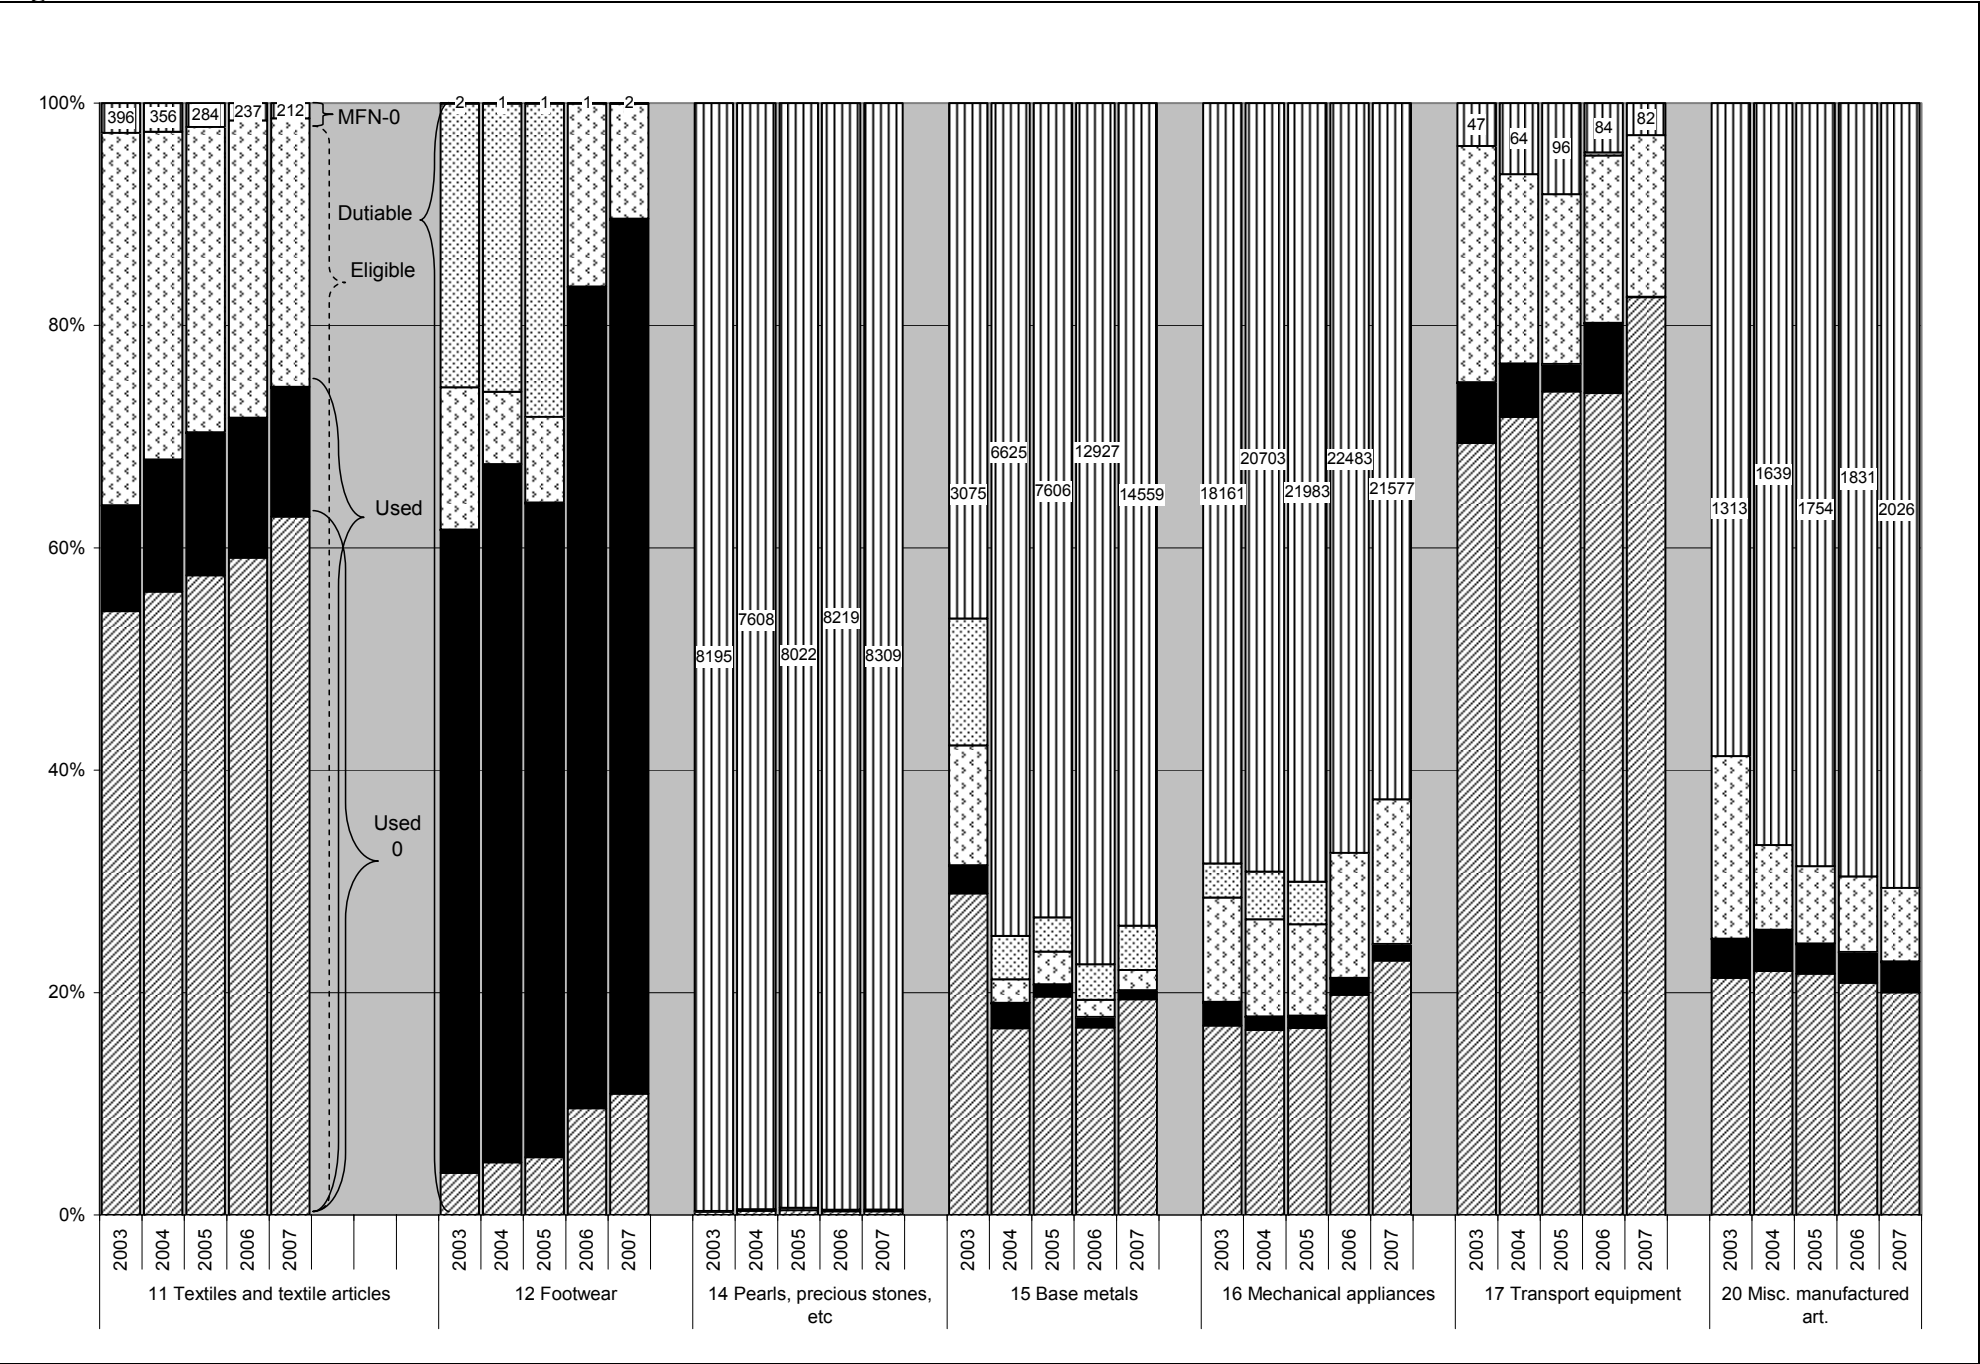 100%
80%
60%
40%
20%
0%
396
356
284
237
212
MFN-0
Dutiable
Eligible
Used
Used
0
2
1
1
1
2
8195
7608
8022
8219
8309
3075
6625
7606
12927
14559
18161
20703
21983
22483
21577
47
64
96
84
82
1313
1639
1754
1831
2026
2003 2004 2005 2006 2007
2003 2004 2005 2006 2007
2003 2004 2005 2006 2007
2003 2004 2005 2006 2007
2003 2004 2005 2006 2007
2003 2004 2005 2006 2007
2003 2004 2005 2006 2007
11 Textiles and textile articles
12 Footwear
14 Pearls, precious stones,
etc
15 Base metals
16 Mechanical appliances
17 Transport equipment
20 Misc. manufactured
art.